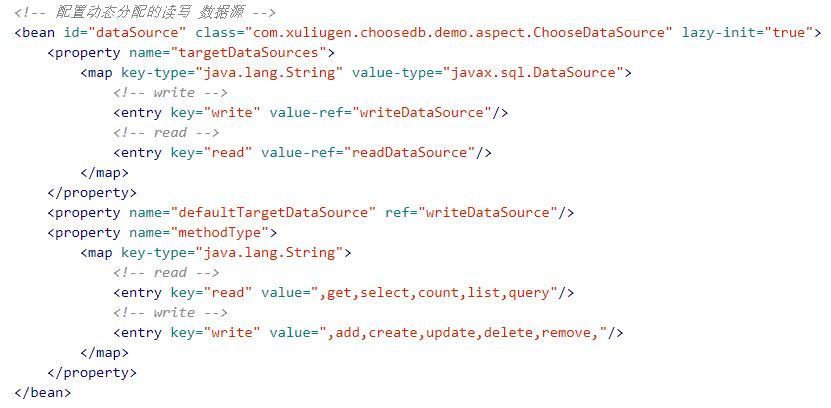 <!-- 配置动态分配的读写 数据源 -->
<bean id="dataSource" class="com.xuliugen.choosedb.demo.aspect.ChooseDataSource" lazy-init="true">
    <property name="targetDataSources">
        <map key-type="java.lang.String" value-type="javax.sql.DataSource">
            <!-- write -->
            <entry key="write" value-ref="writeDataSource"/>
            <!-- read -->
            <entry key="read" value-ref="readDataSource"/>
        </map>
    </property>
    <property name="defaultTargetDataSource" ref="writeDataSource"/>
    <property name="methodType">
        <map key-type="java.lang.String">
            <!-- read -->
            <entry key="read" value=",get,select,count,list,query"/>
            <!-- write -->
            <entry key="write" value=",add,create,update,delete,remove,"/>
        </map>
    </property>
</bean>